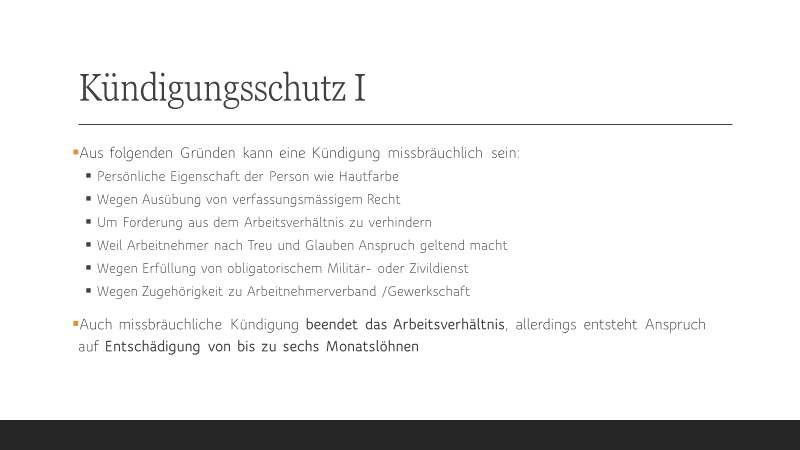 Kündigungsschutz I
▪Aus folgenden Gründen kann eine Kündigung missbräuchlich sein:
▪ Persönliche Eigenschaft der Person wie Hautfarbe
▪ Wegen Ausübung von verfassungsmässigem Recht
▪ Um Forderung aus dem Arbeitsverhältnis zu verhindern
▪ Weil Arbeitnehmer nach Treu und Glauben Anspruch geltend macht
▪ Wegen Erfüllung von obligatorischem Militär- oder Zivildienst
▪ Wegen Zugehörigkeit zu Arbeitnehmerverband /Gewerkschaft
▪Auch missbräuchliche Kündigung beendet das Arbeitsverhältnis, allerdings entsteht Anspruch
auf Entschädigung von bis zu sechs Monatslöhnen